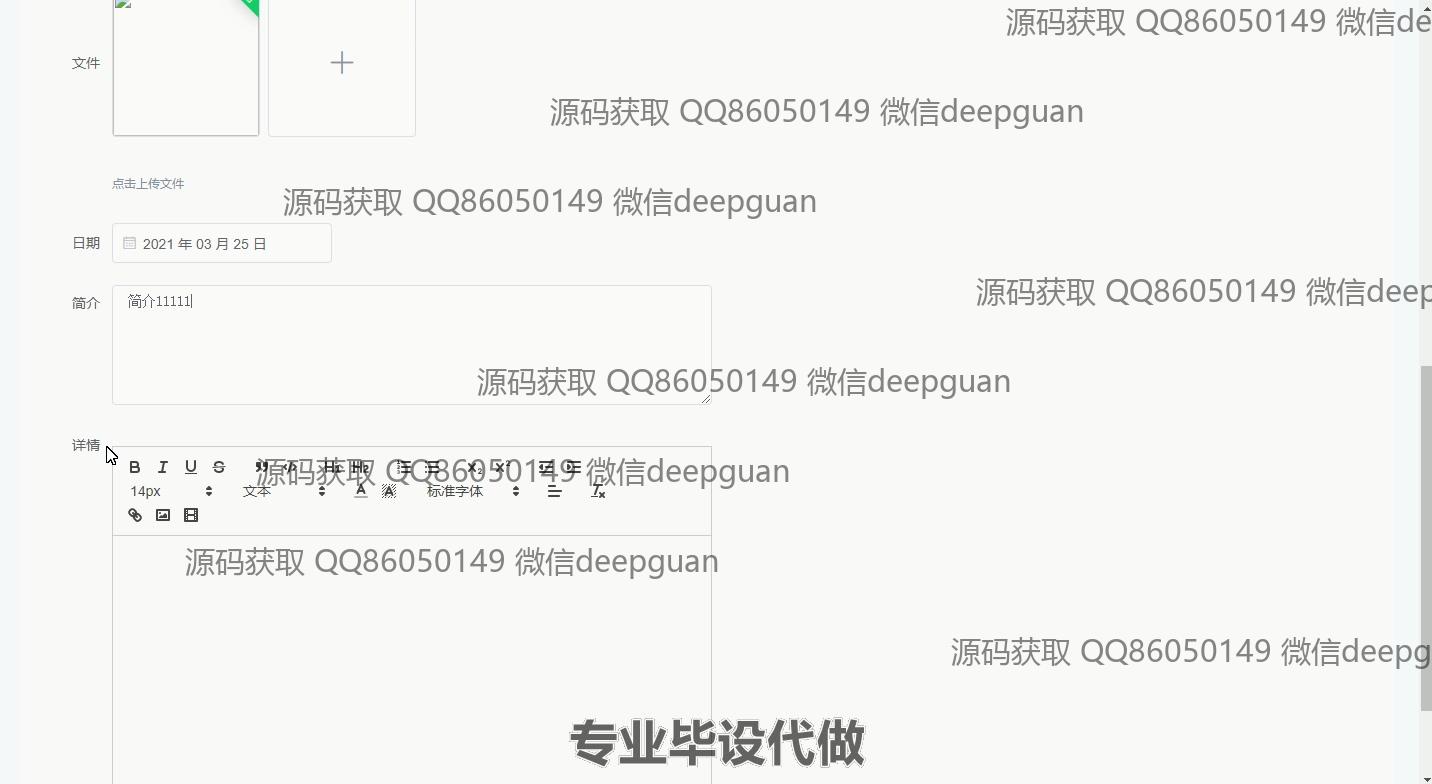 源码获取 QQ86050149 微信de
文件
源码获取 QQ86050149 微信deepguan
点击上传文件
源码获取 QQ86050149 微信deepguan
日期
2021 年 03 月 25 日
源码获取 QQ86050149 微信deep
简介
简介11111
源码获取 QQ86050149 微信deepguan
详情
B I U S H₁ H₂ X₂ X²
源码获取 QQ86050149 微信deepguan
14px 文本 A A 标准字体 Tx
源码获取 QQ86050149 微信deepguan
源码获取 QQ86050149 微信deepg
专业毕设代做